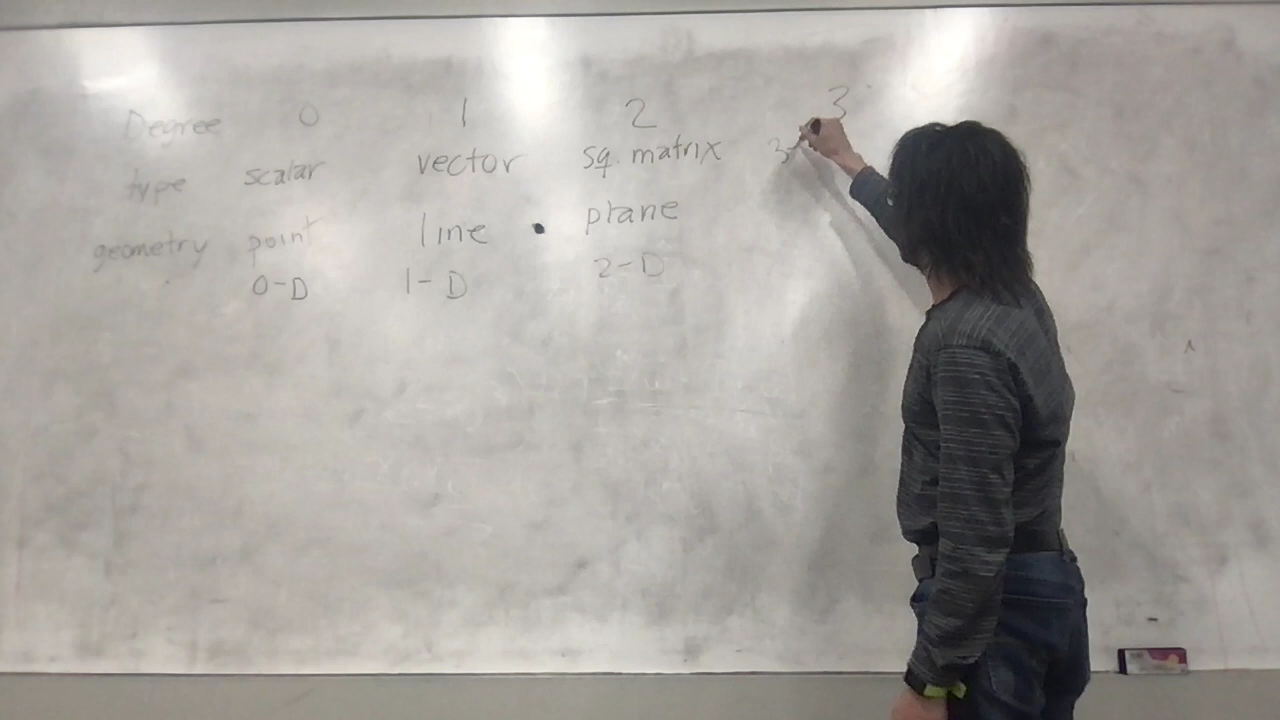 Degree 0 1 2 3
type scalar vector sq. matrix 3-
geometry point line plane
0-D 1-D 2-D